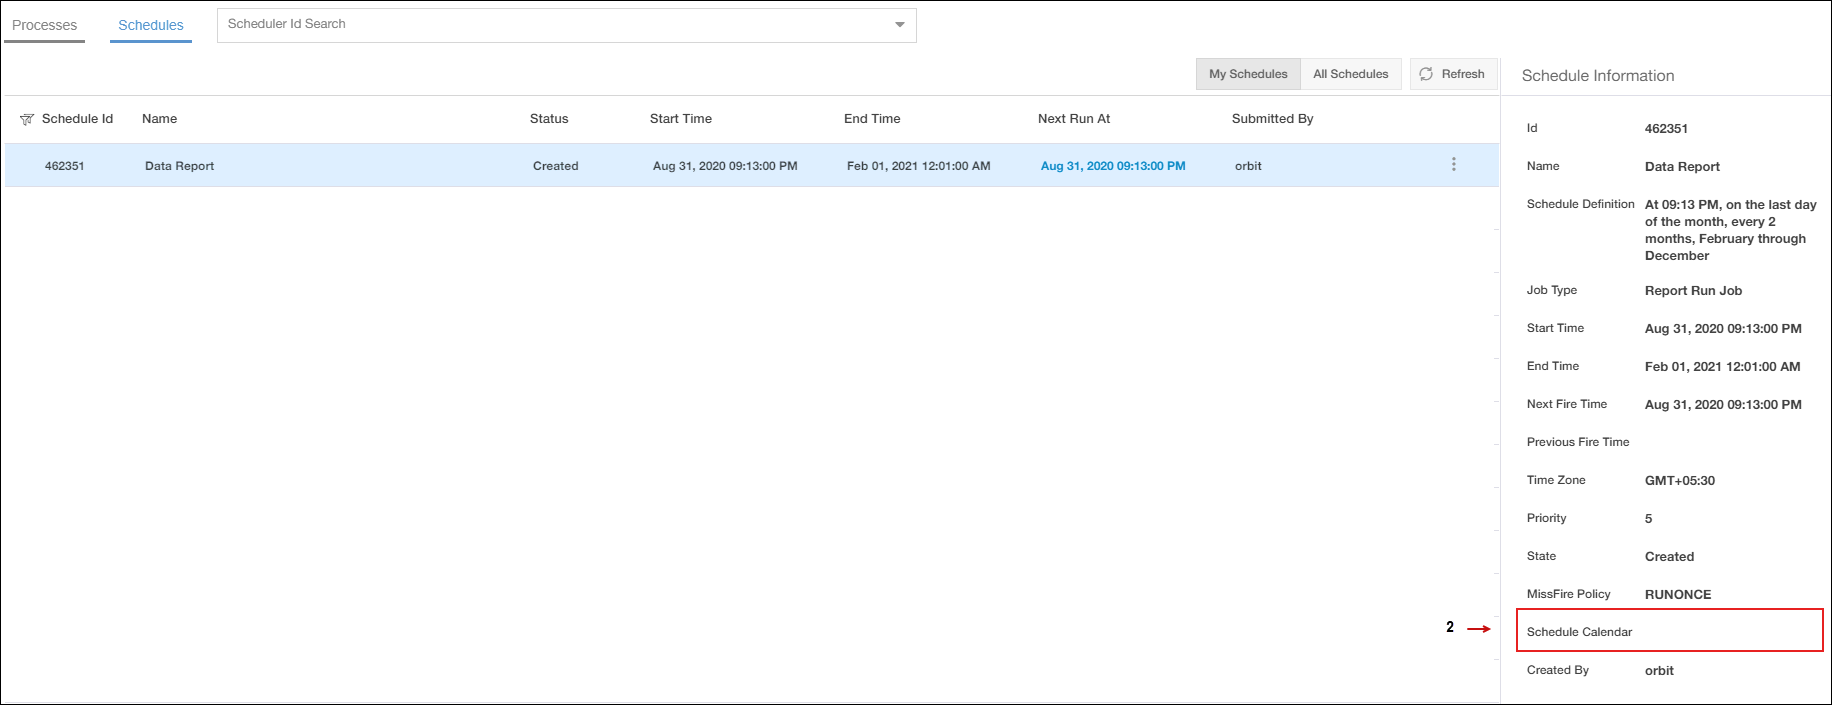 Processes Schedules Scheduler Id Search
My Schedules All Schedules Refresh
Schedule Id Name Status Start Time End Time Next Run At Submitted By
462351 Data Report Created Aug 31, 2020 09:13:00 PM Feb 01, 2021 12:01:00 AM Aug 31, 2020 09:13:00 PM orbit
2
Schedule Information
Id 462351
Name Data Report
Schedule Definition At 09:13 PM, on the last day
of the month, every 2
months, February through
December
Job Type Report Run Job
Start Time Aug 31, 2020 09:13:00 PM
End Time Feb 01, 2021 12:01:00 AM
Next Fire Time Aug 31, 2020 09:13:00 PM
Previous Fire Time
Time Zone GMT+05:30
Priority 5
State Created
MissFire Policy RUNONCE
Schedule Calendar
Created By orbit